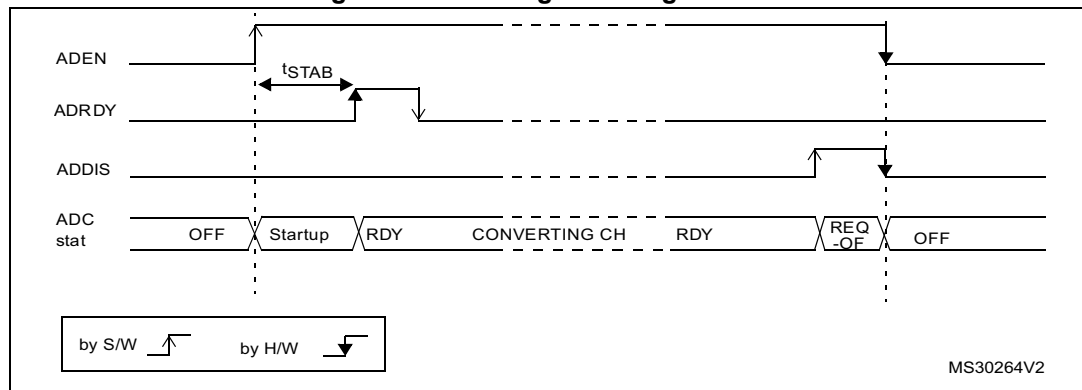 ADEN
tSTAB
ADRDY
ADDIS
ADC
stat
OFF
Startup
RDY
CONVERTING CH
RDY
REQ
-OF
OFF
by S/W
by H/W
MS30264V2